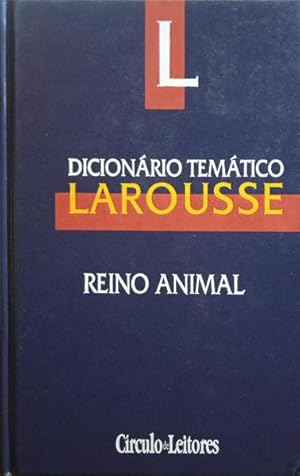 L
DICIONÁRIO TEMÁTICO
LAROUSSE
REINO ANIMAL
Círculo de Leitores